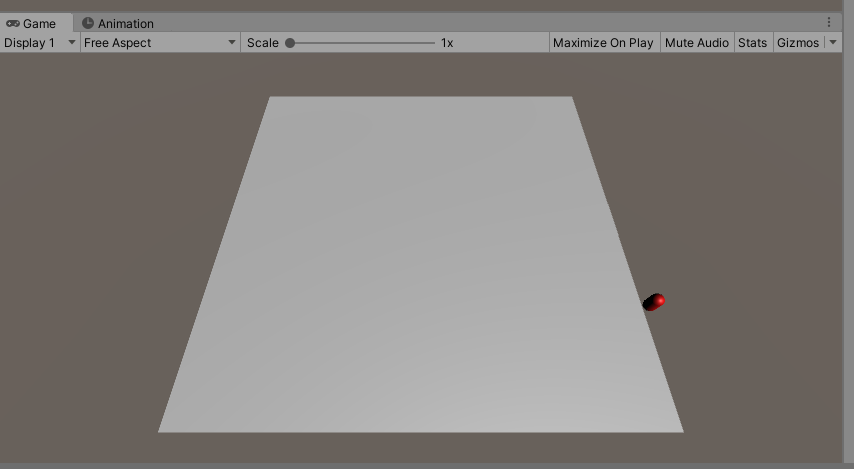 Game Animation
Display 1 Free Aspect Scale 1x Maximize On Play Mute Audio Stats Gizmos